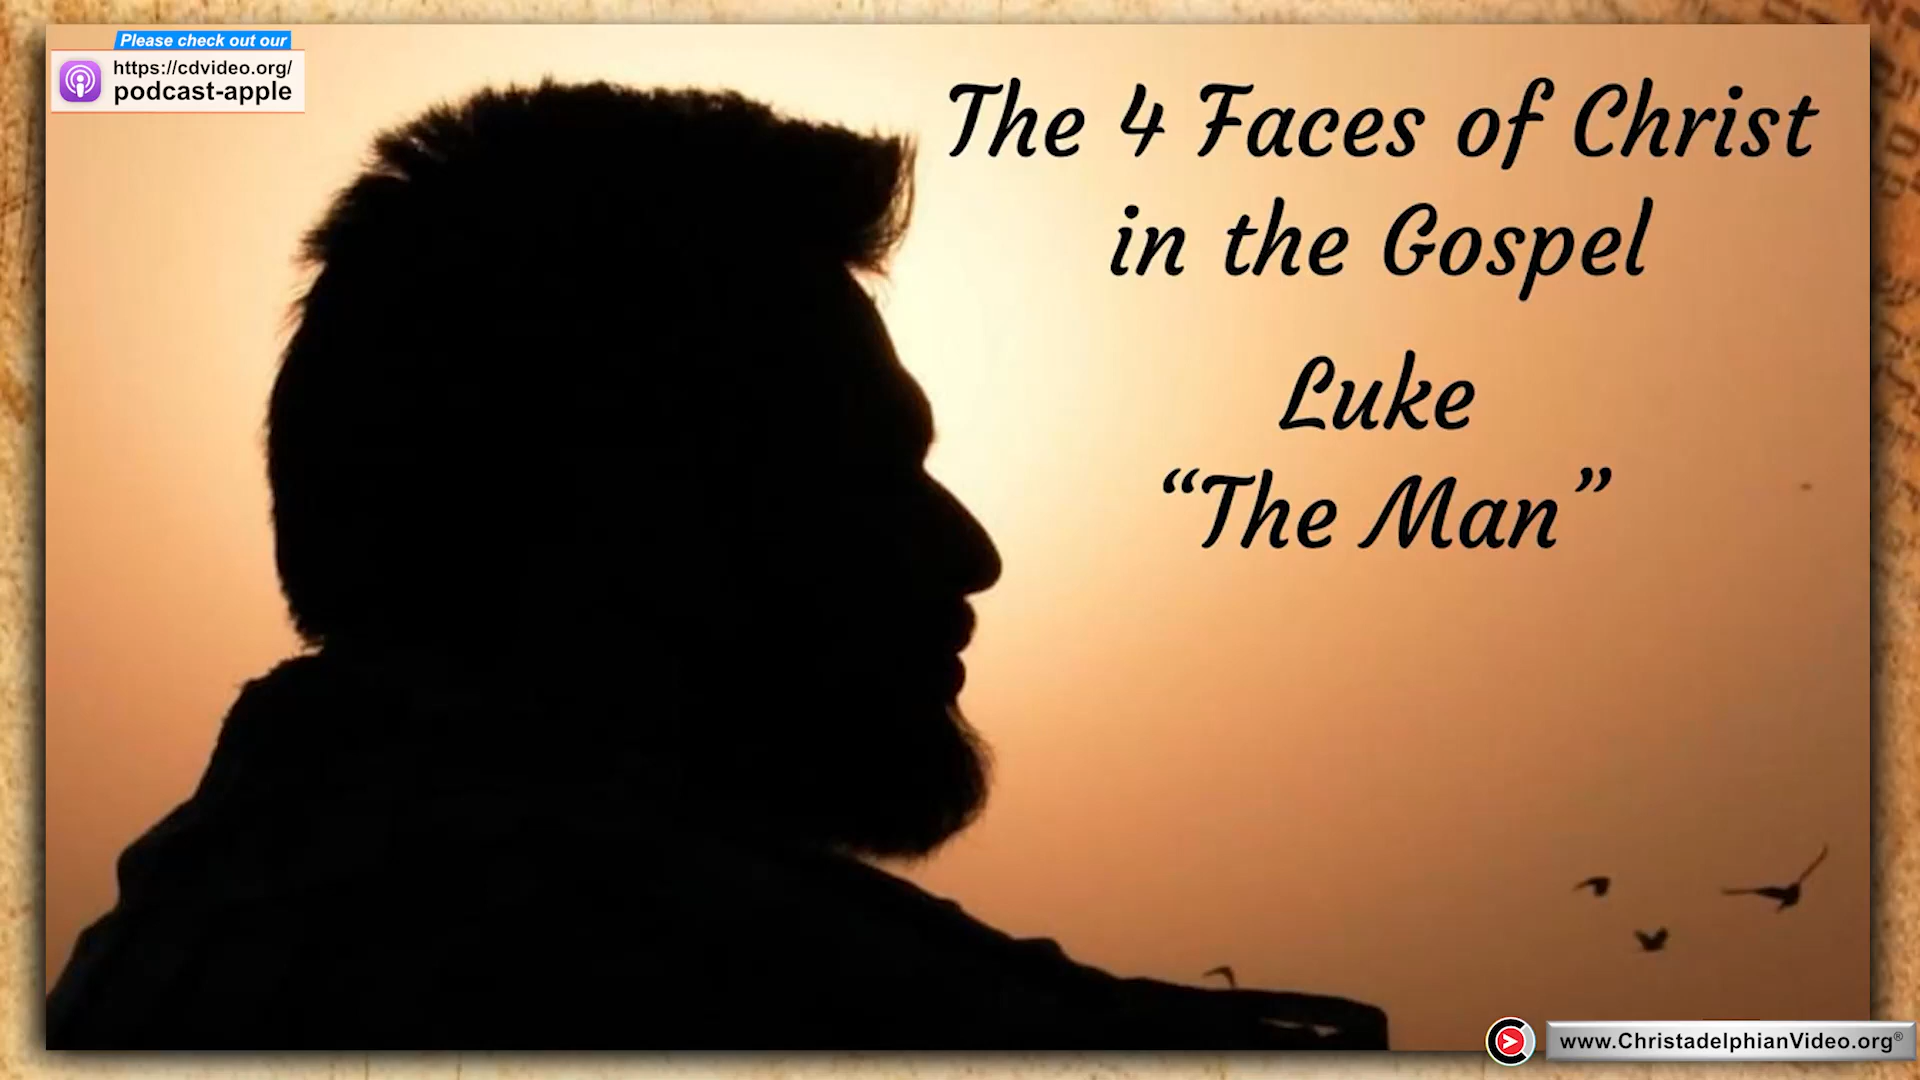 Please check out our
https://cdvideo.org/
podcast-apple
The 4 Faces of Christ
in the Gospel
Luke
“The Man”
www.ChristadelphianVideo.org®